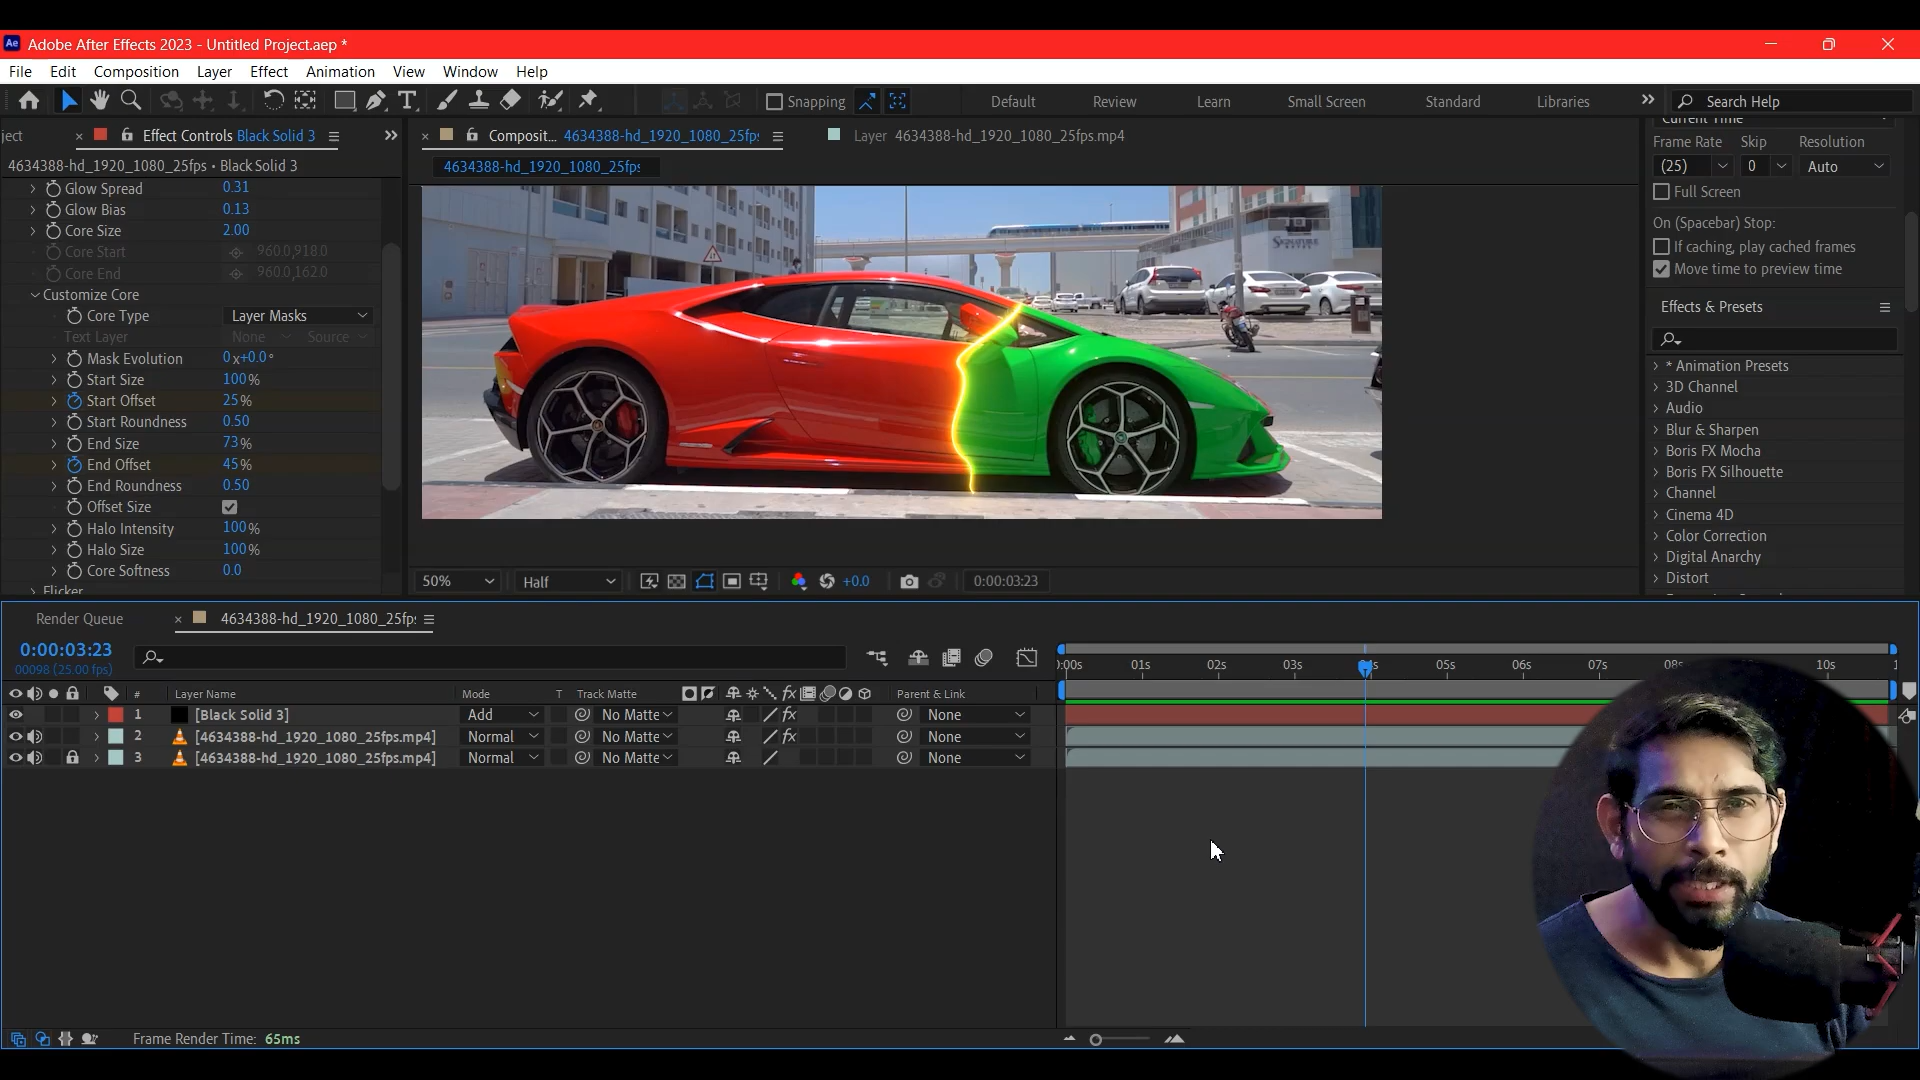 Adobe After Effects 2023 - Untitled Project.aep *
File Edit Composition Layer Effect Animation View Window Help
Snapping Default Review Learn Small Screen Standard Libraries Search Help
ject Effect Controls Black Solid 3
Composit... 4634388-hd_1920_1080_25fp
Layer 4634388-hd_1920_1080_25fps.mp4
4634388-hd_1920_1080_25fps • Black Solid 3
4634388-hd_1920_1080_25fps
Glow Spread 0.31
Glow Bias 0.13
Core Size 2.00
Core Start 960.0,918.0
Core End 960.0,162.0
Customize Core
Core Type Layer Masks
Text Layer None Source
Mask Evolution 0x+0.0°
Start Size 100%
Start Offset 25%
Start Roundness 0.50
End Size 73%
End Offset 45%
End Roundness 0.50
Offset Size
Halo Intensity 100%
Halo Size 100%
Core Softness 0.0
Flicker
SIGNATURE
50% Half +0.0 0:00:03:23
Current Time
Frame Rate Skip Resolution
(25) 0 Auto
Full Screen
On (Spacebar) Stop:
If caching, play cached frames
Move time to preview time
Effects & Presets
* Animation Presets
3D Channel
Audio
Blur & Sharpen
Boris FX Mocha
Boris FX Silhouette
Channel
Cinema 4D
Color Correction
Digital Anarchy
Distort
Render Queue 4634388-hd_1920_1080_25fps
0:00:03:23
00098 (25.00 fps)
# Layer Name Mode T Track Matte Parent & Link
1 [Black Solid 3] Add No Matte None
2 [4634388-hd_1920_1080_25fps.mp4] Normal No Matte None
3 [4634388-hd_1920_1080_25fps.mp4] Normal No Matte None
):00s 01s 02s 03s 05s 06s 07s 08s 10s
Frame Render Time: 65ms